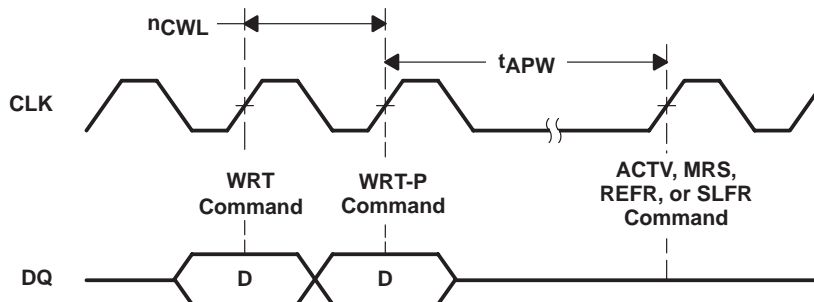 nCWL
tAPW
CLK
WRT
Command
WRT-P
Command
ACTV, MRS,
REFR, or SLFR
Command
DQ
D
D